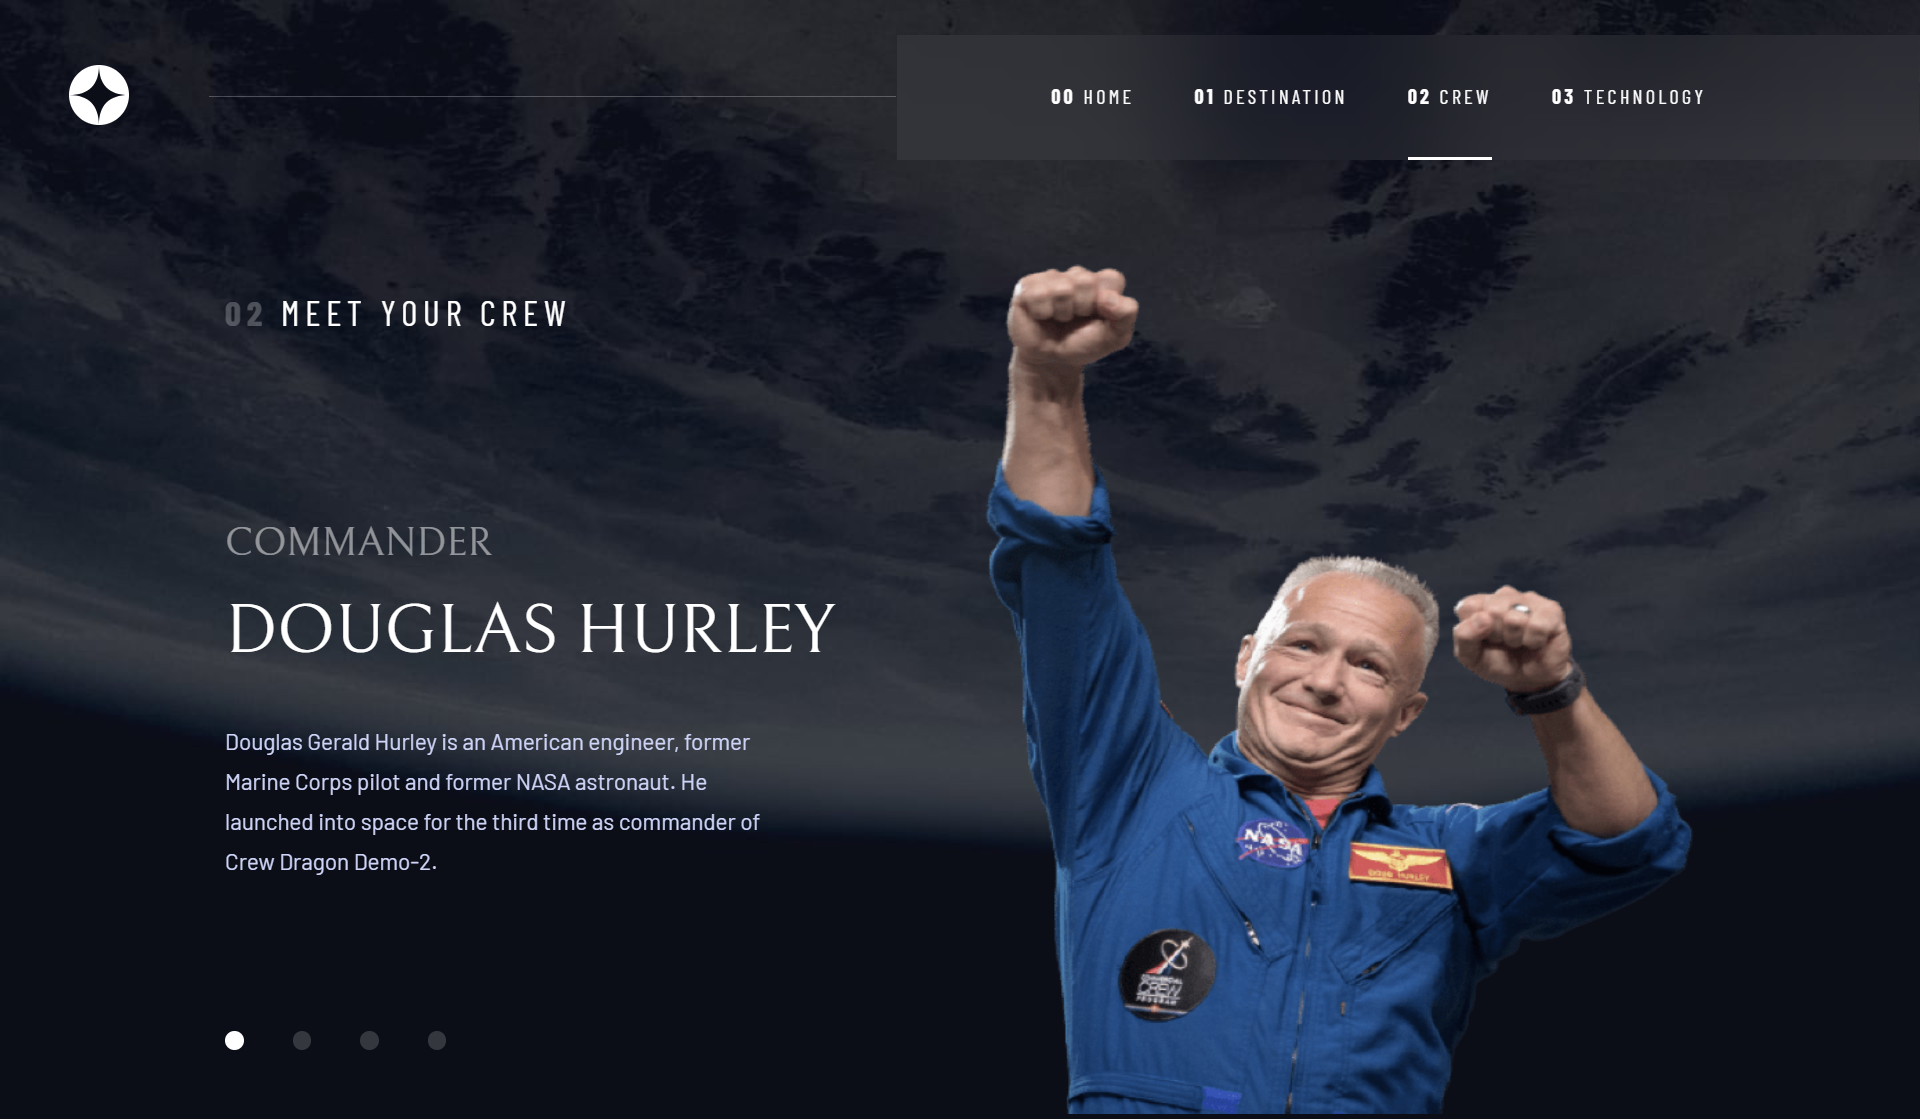 00 HOME 01 DESTINATION 02 CREW 03 TECHNOLOGY
02 MEET YOUR CREW
COMMANDER
DOUGLAS HURLEY
Douglas Gerald Hurley is an American engineer, former
Marine Corps pilot and former NASA astronaut. He
launched into space for the third time as commander of
Crew Dragon Demo-2.
NASA
DOUG HURLEY
COMMERCIAL
CREW
PROGRAM